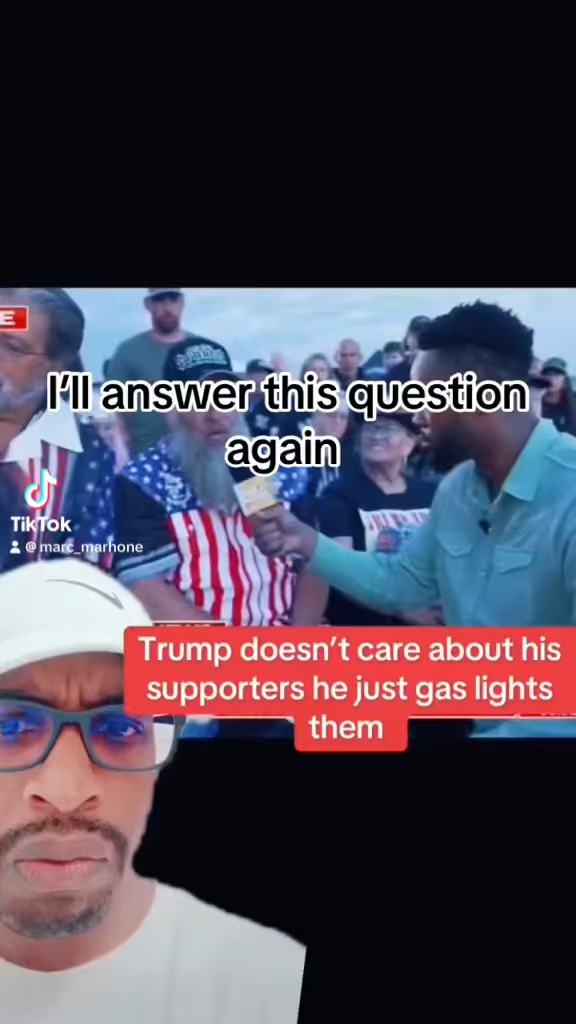 E
I'll answer this question
again
TikTok
@marc_marhone
Trump doesn't care about his
supporters he just gas lights
them